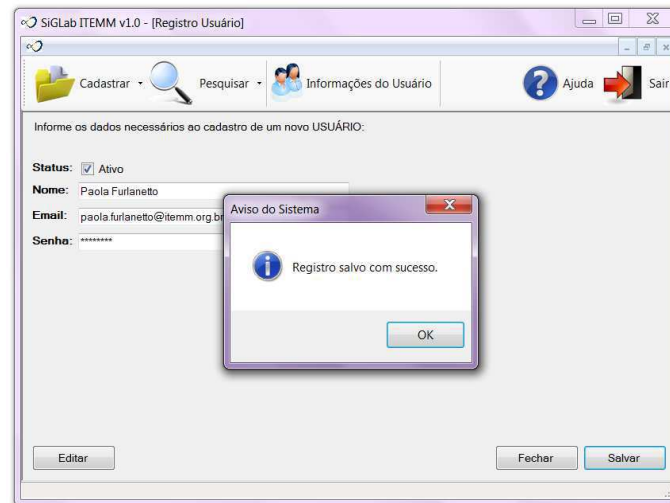 SiGLab ITEMM v1.0 - [Registro Usuário]
Cadastrar Pesquisar Informações do Usuário Ajuda Sair
Informe os dados necessários ao cadastro de um novo USUÁRIO:
Status: Ativo
Nome: Paola Furlanetto
Email: paola.furlanetto@itemm.org.br
Senha: ********
Aviso do Sistema
Registro salvo com sucesso.
OK
Editar Fechar Salvar